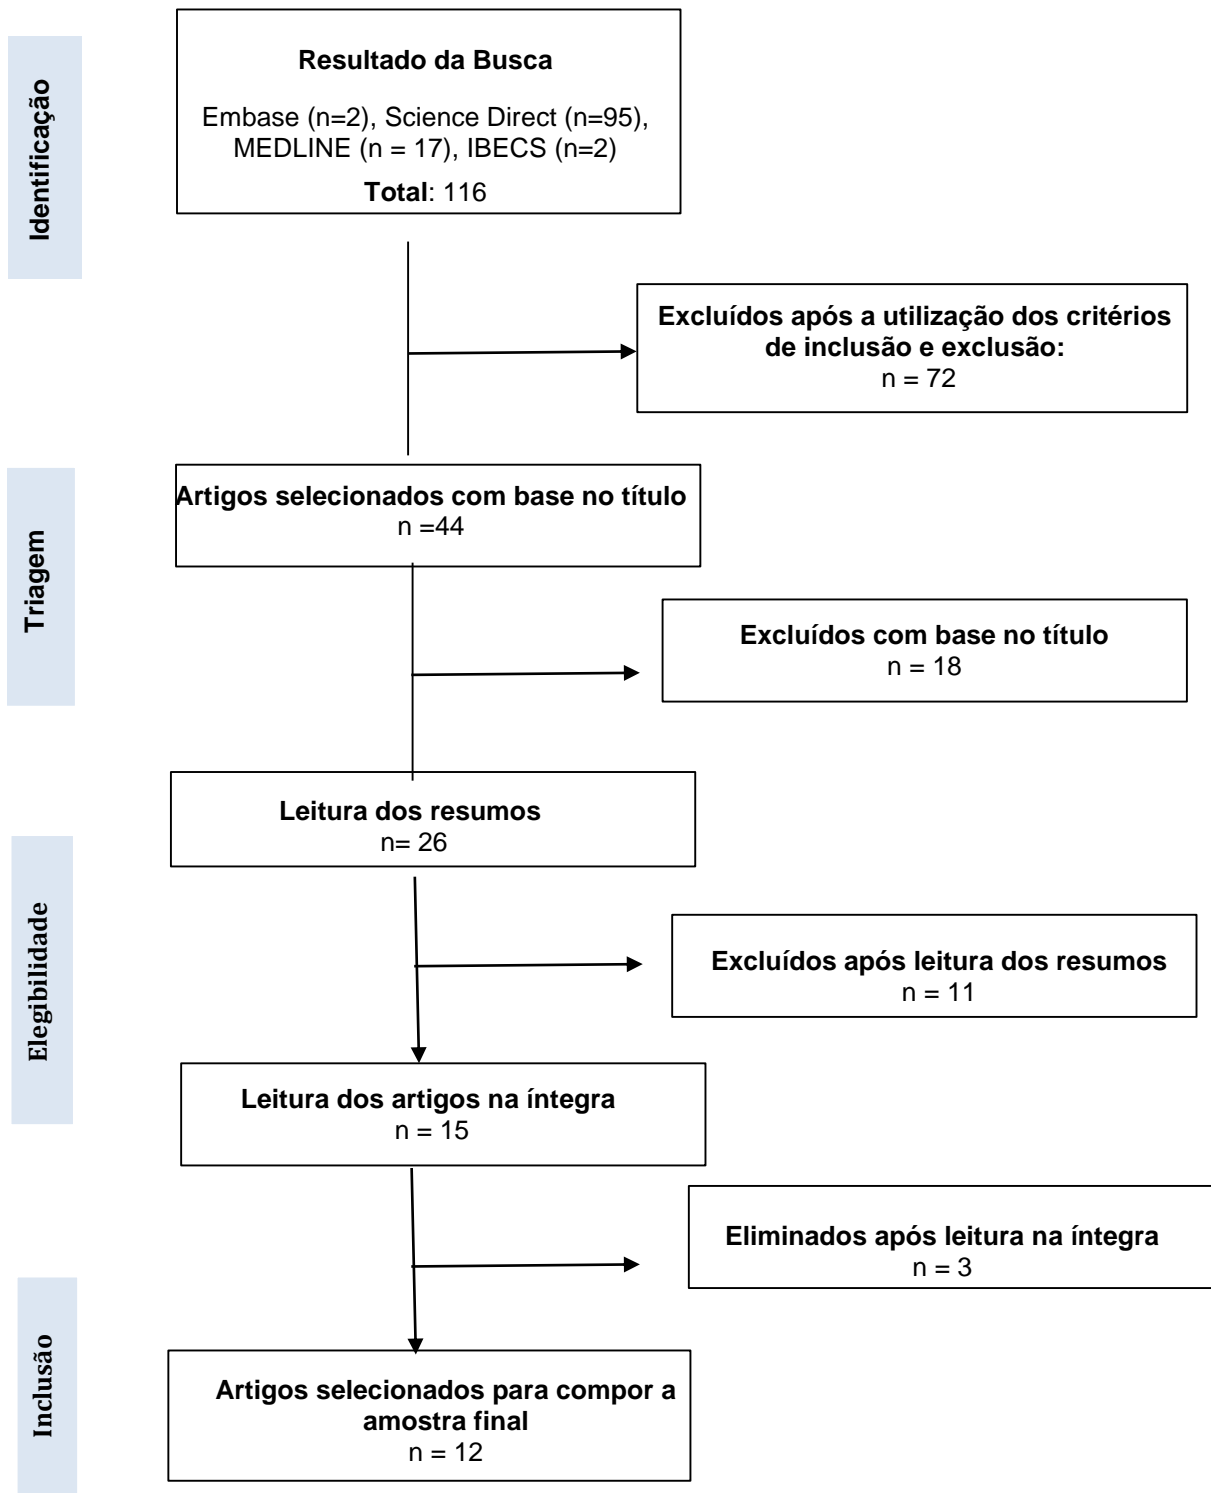 Identificação
Resultado da Busca
Embase (n=2), Science Direct (n=95),
MEDLINE (n = 17), IBECS (n=2)
Total: 116
Excluídos após a utilização dos critérios
de inclusão e exclusão:
n = 72
Triagem
Artigos selecionados com base no título
n =44
Excluídos com base no título
n = 18
Leitura dos resumos
n= 26
Elegibilidade
Excluídos após leitura dos resumos
n = 11
Leitura dos artigos na íntegra
n = 15
Eliminados após leitura na íntegra
n = 3
Inclusão
Artigos selecionados para compor a
amostra final
n = 12